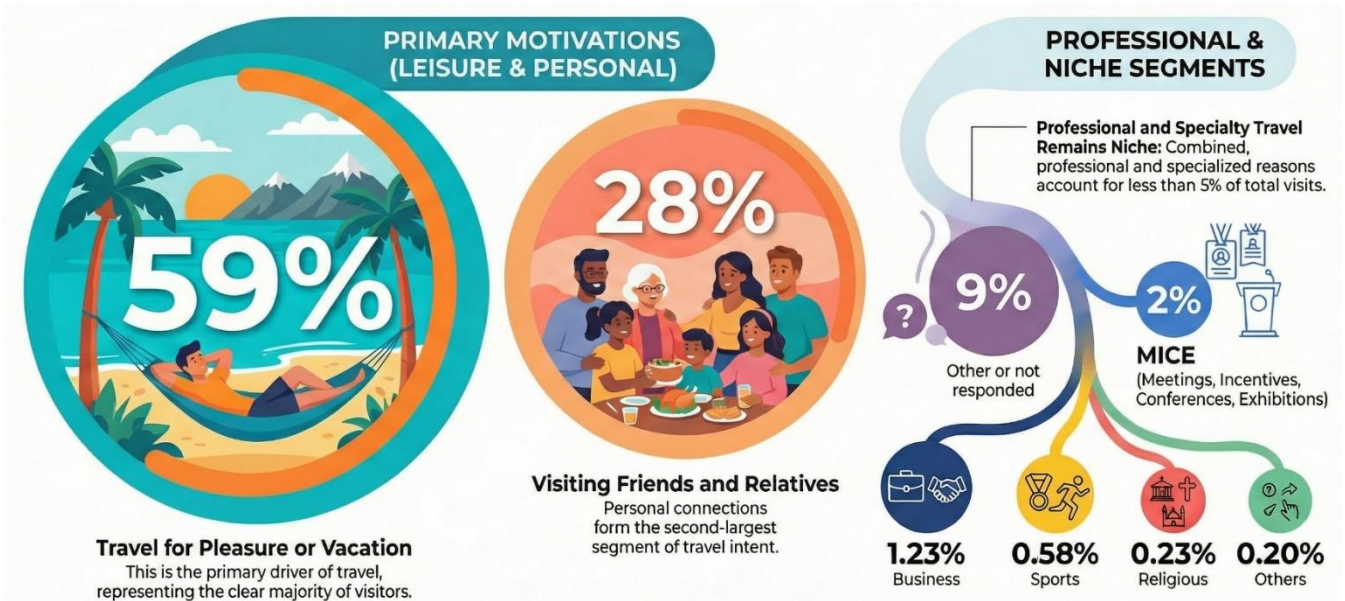 PRIMARY MOTIVATIONS
(LEISURE & PERSONAL)
59%
Travel for Pleasure or Vacation
This is the primary driver of travel,
representing the clear majority of visitors.
28%
Visiting Friends and Relatives
Personal connections
form the second-largest
segment of travel intent.
PROFESSIONAL &
NICHE SEGMENTS
Professional and Specialty Travel
Remains Niche: Combined,
professional and specialized reasons
account for less than 5% of total visits.
9%
?
Other or not
responded
2%
MICE
(Meetings, Incentives,
Conferences, Exhibitions)
1.23%
Business
0.58%
Sports
0.23%
Religious
?
0.20%
Others